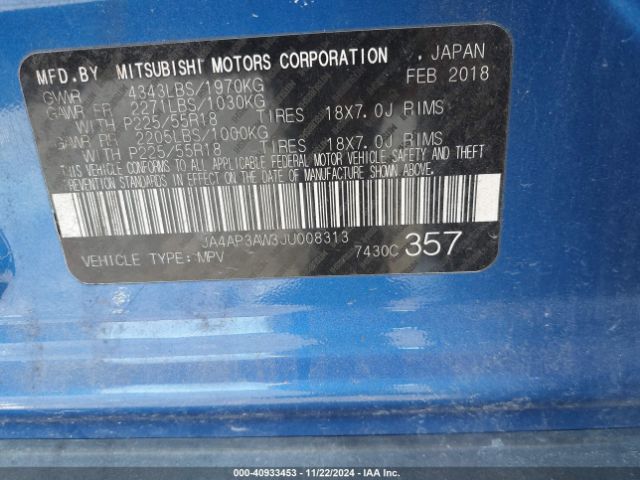 MFD.BY MITSUBISHI MOTORS CORPORATION , JAPAN
GVWR 4343LBS/1970KG FEB 2018
GAWR FR 2271LBS/1030KG
WITH P225/55R18 TIRES 18X7.0J RIMS
GAWR RR 2205LBS/1000KG
WITH P225/55R18 TIRES 18X7.0J RIMS
THIS VEHICLE CONFORMS TO ALL APPLICABLE FEDERAL MOTOR VEHICLE SAFETY AND THEFT
PREVENTION STANDARDS IN EFFECT ON THE DATE OF MANUFACTURE SHOWN ABOVE.
JA4AP3AW3JU008313
VEHICLE TYPE:MPV 7430C 357
000-40933453 - 11/22/2024 - IAA Inc.